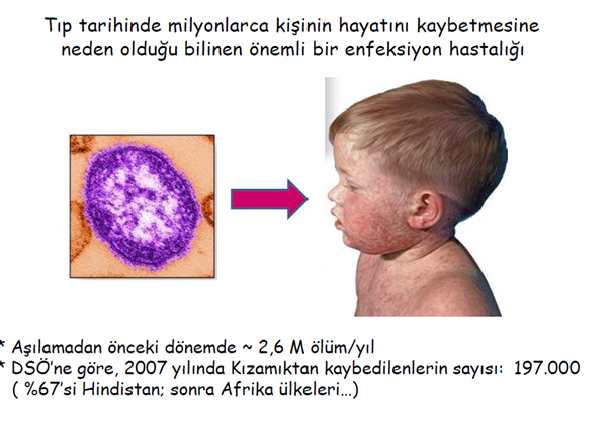 Tıp tarihinde milyonlarca kişinin hayatını kaybetmesine
neden olduğu bilinen önemli bir enfeksiyon hastalığı
* Aşılamadan önceki dönemde ~ 2,6 M ölüm/yıl
* DSÖ'ne göre, 2007 yılında Kızamıktan kaybedilenlerin sayısı: 197.000
( %67'si Hindistan; sonra Afrika ülkeleri...)